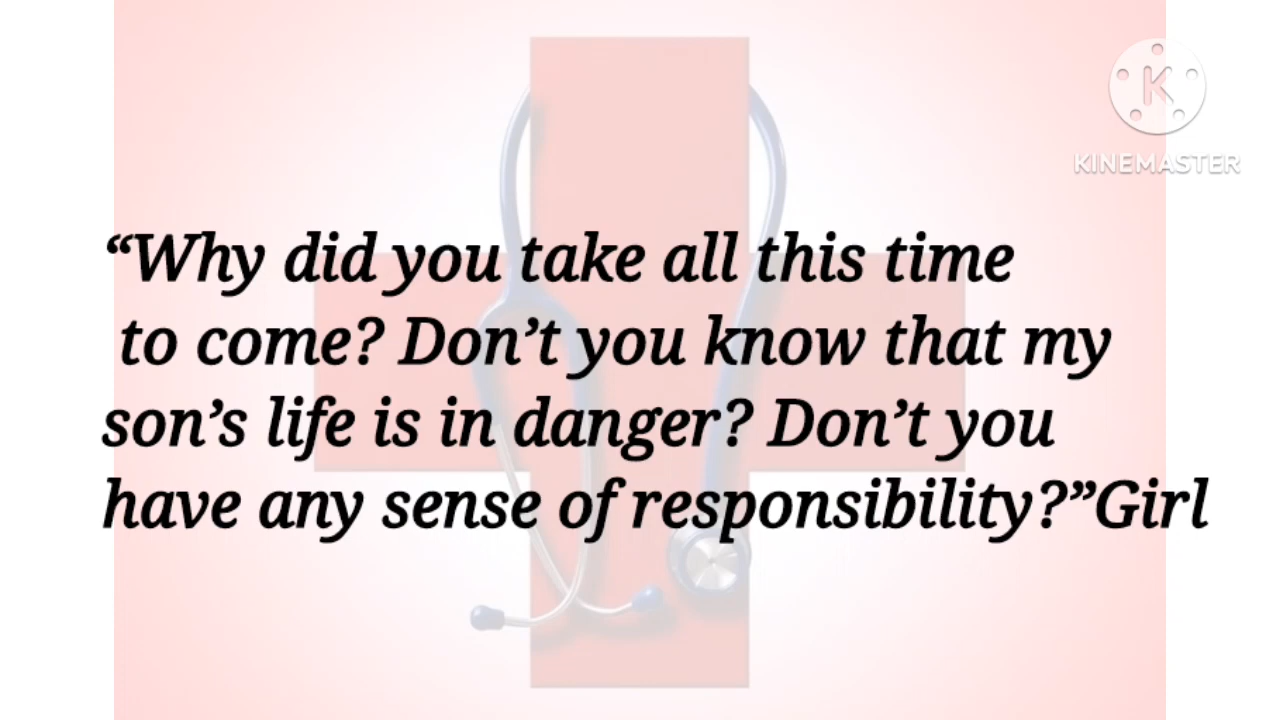 KINEMASTER
“Why did you take all this time
to come? Don’t you know that my
son’s life is in danger? Don’t you
have any sense of responsibility?”Girl